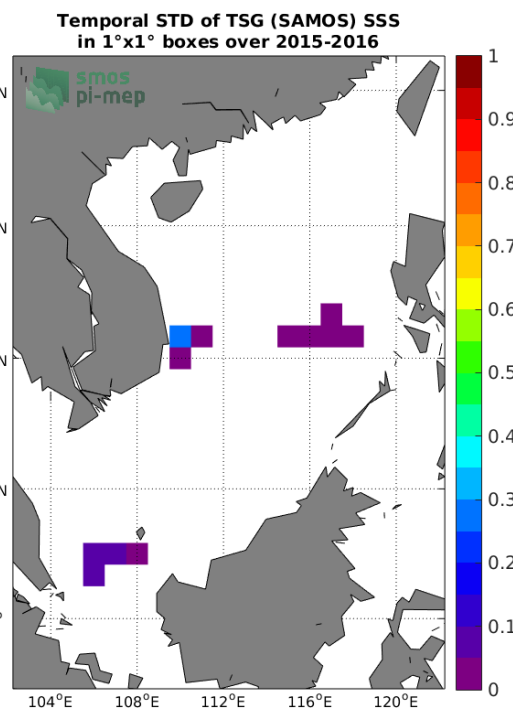 Temporal STD of TSG (SAMOS) SSS
in 1°x1° boxes over 2015-2016
smos
pi-mep
N
N
N
N
°
104°E
108°E
112°E
116°E
120°E
1
0.9
0.8
0.7
0.6
0.5
0.4
0.3
0.2
0.1
0